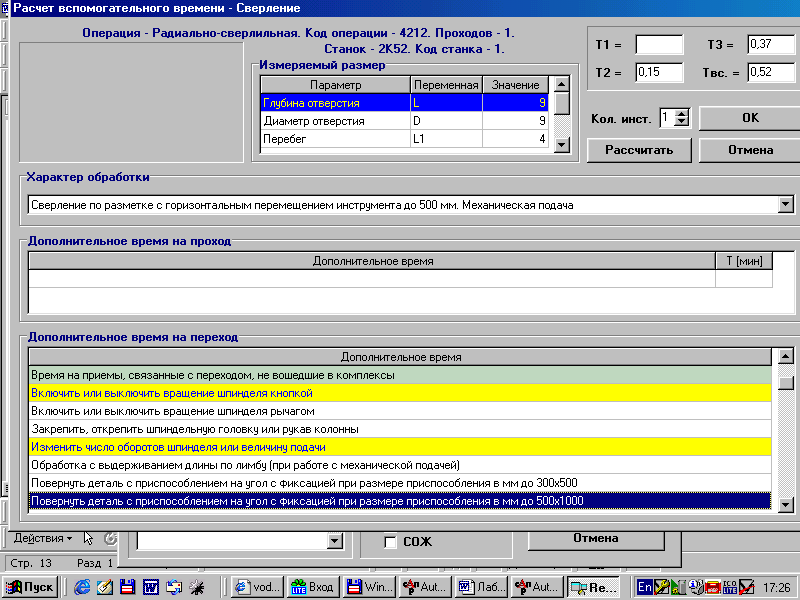 Расчет вспомогательного времени - Сверление
Операция - Радиально-сверлильная. Код операции - 4212. Проходов - 1.
Станок - 2К52. Код станка - 1.
Измеряемый размер
Параметр Переменная Значение
Глубина отверстия L 9
Диаметр отверстия D 9
Перебег L1 4
T1 = T3 = 0,37
T2 = 0,15 Tвс. = 0,52
Кол. инст. 1 OK
Рассчитать Отмена
Характер обработки
Сверление по разметке с горизонтальным перемещением инструмента до 500 мм. Механическая подача
Дополнительное время на проход
Дополнительное время T [мин]
Дополнительное время на переход
Дополнительное время
Время на приемы, связанные с переходом, не вошедшие в комплексы
Включить или выключить вращение шпинделя кнопкой
Включить или выключить вращение шпинделя рычагом
Закрепить, открепить шпиндельную головку или рукав колонны
Изменить число оборотов шпинделя или величину подачи
Обработка с выдерживанием длины по лимбу (при работе с механической подачей)
Повернуть деталь с приспособлением на угол с фиксацией при размере приспособления в мм до 300x500
Повернуть деталь с приспособлением на угол с фиксацией при размере приспособления в мм до 500x1000
Действия СОЖ Отмена
Стр. 13 Разд 1
Пуск vod... Вход Win... Aut... Лаб... Aut... Re... En 17:26